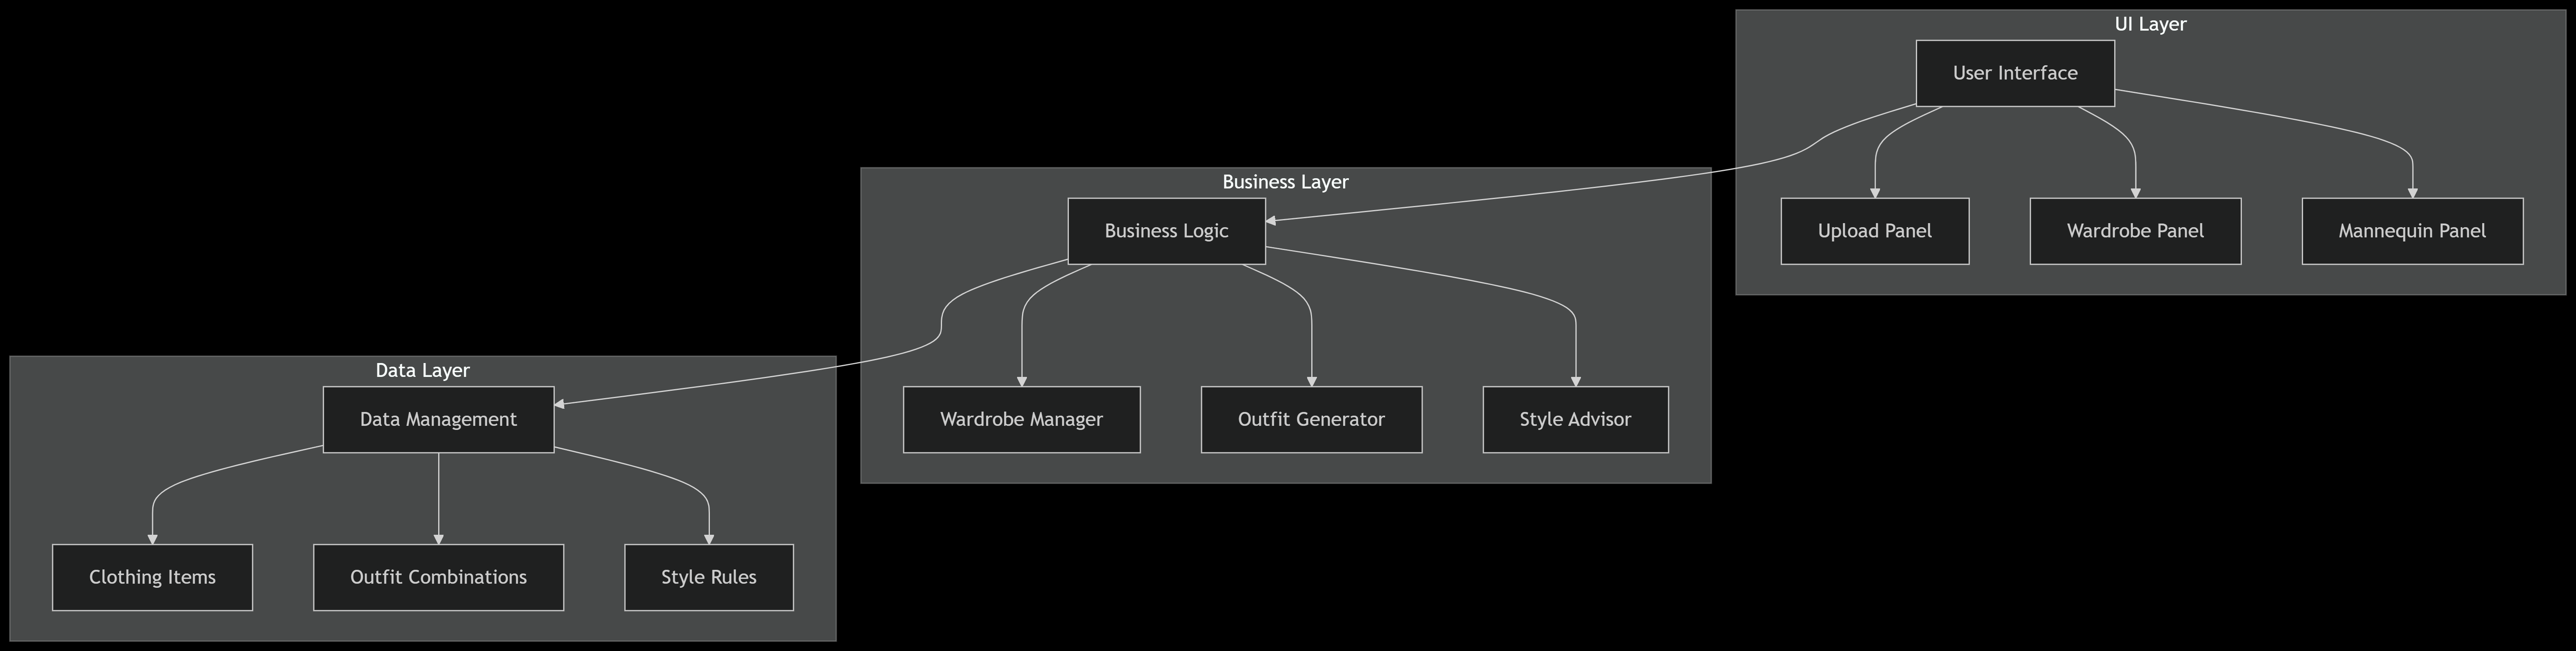 UI Layer
User Interface
Upload Panel
Wardrobe Panel
Mannequin Panel
Business Layer
Business Logic
Wardrobe Manager
Outfit Generator
Style Advisor
Data Layer
Data Management
Clothing Items
Outfit Combinations
Style Rules